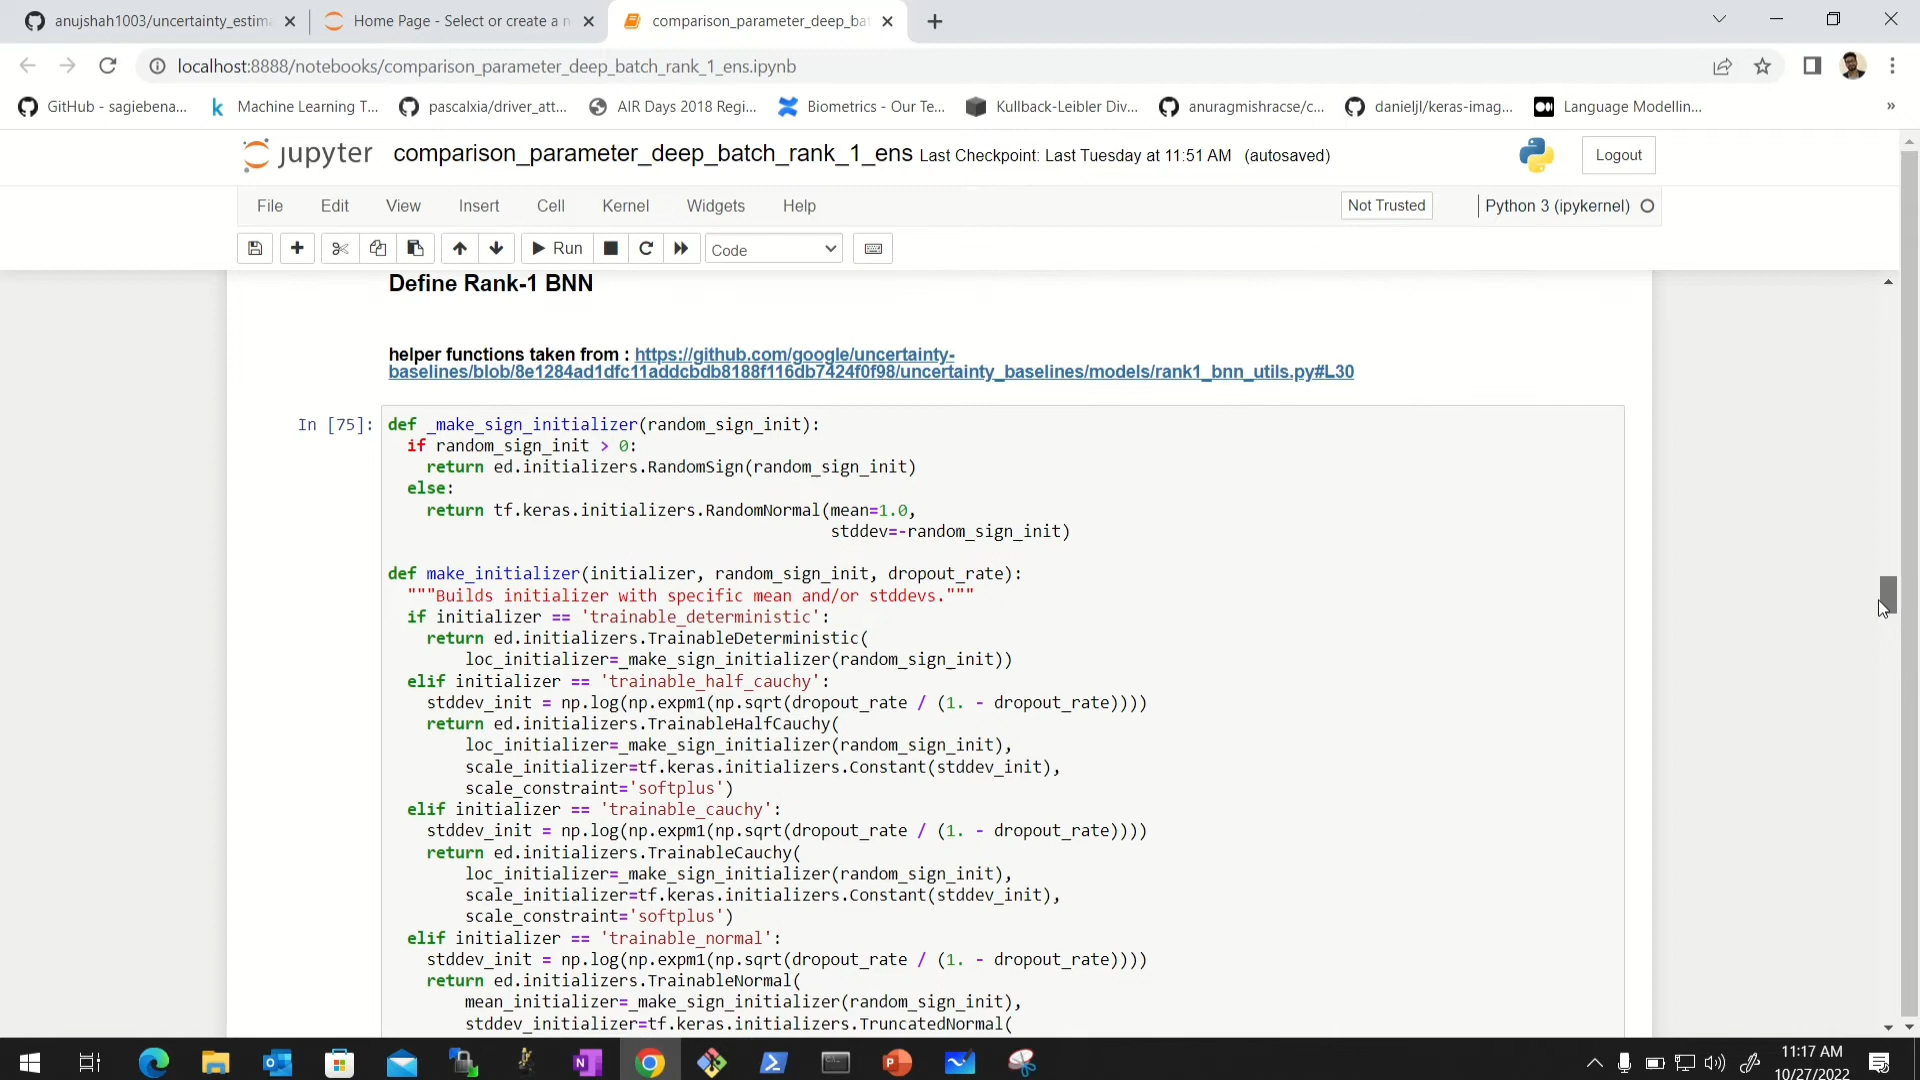 anujshah1003/uncertainty_estima
Home Page - Select or create a n
comparison_parameter_deep_bat
localhost:8888/notebooks/comparison_parameter_deep_batch_rank_1_ens.ipynb
GitHub - sagiebena...
Machine Learning T...
pascalxia/driver_att...
AIR Days 2018 Regi...
Biometrics - Our Te...
Kullback-Leibler Div...
anuragmishracse/c...
danieljl/keras-imag...
Language Modellin...
»
jupyter comparison_parameter_deep_batch_rank_1_ens Last Checkpoint: Last Tuesday at 11:51 AM (autosaved)
Logout
File Edit View Insert Cell Kernel Widgets Help
Not Trusted
Python 3 (ipykernel)
Run
Code
Define Rank-1 BNN
helper functions taken from : https://github.com/google/uncertainty-
baselines/blob/8e1284ad1dfc11addcbdb8188f116db7424f0f98/uncertainty_baselines/models/rank1_bnn_utils.py#L30
In [75]:
def _make_sign_initializer(random_sign_init):
if random_sign_init > 0:
return ed.initializers.RandomSign(random_sign_init)
else:
return tf.keras.initializers.RandomNormal(mean=1.0,
stddev=-random_sign_init)
def make_initializer(initializer, random_sign_init, dropout_rate):
"""Builds initializer with specific mean and/or stddevs."""
if initializer == 'trainable_deterministic':
return ed.initializers.TrainableDeterministic(
loc_initializer=_make_sign_initializer(random_sign_init))
elif initializer == 'trainable_half_cauchy':
stddev_init = np.log(np.expm1(np.sqrt(dropout_rate / (1. - dropout_rate))))
return ed.initializers.TrainableHalfCauchy(
loc_initializer=_make_sign_initializer(random_sign_init),
scale_initializer=tf.keras.initializers.Constant(stddev_init),
scale_constraint='softplus')
elif initializer == 'trainable_cauchy':
stddev_init = np.log(np.expm1(np.sqrt(dropout_rate / (1. - dropout_rate))))
return ed.initializers.TrainableCauchy(
loc_initializer=_make_sign_initializer(random_sign_init),
scale_initializer=tf.keras.initializers.Constant(stddev_init),
scale_constraint='softplus')
elif initializer == 'trainable_normal':
stddev_init = np.log(np.expm1(np.sqrt(dropout_rate / (1. - dropout_rate))))
return ed.initializers.TrainableNormal(
mean_initializer=_make_sign_initializer(random_sign_init),
stddev_initializer=tf.keras.initializers.TruncatedNormal(
11:17 AM
10/27/2022